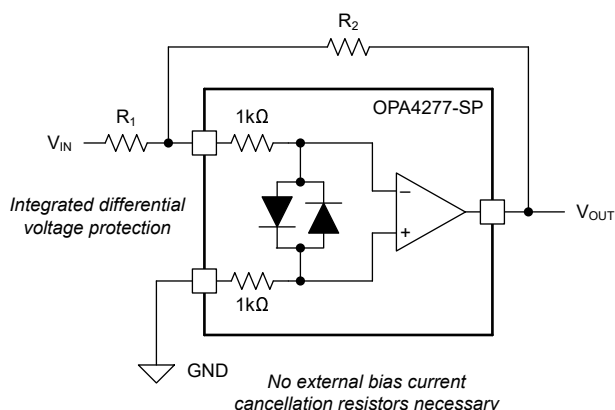 R2
OPA4277-SP
R1
1kΩ
VIN
Integrated differential
voltage protection
VOUT
1kΩ
GND
No external bias current
cancellation resistors necessary